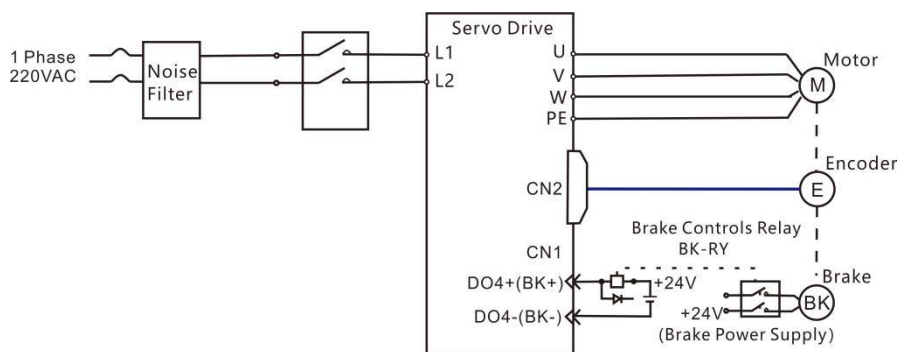 Servo Drive
1 Phase
220VAC
Noise
Filter
L1
L2
U
V
W
PE
Motor
M
Encoder
E
CN2
Brake Controls Relay
BK-RY
CN1
DO4+(BK+)
+24V
Brake
BK
DO4-(BK-)
+24V
(Brake Power Supply)